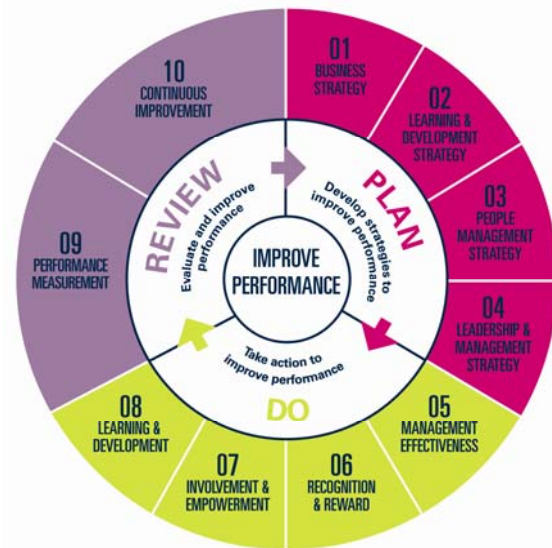 01
BUSINESS
STRATEGY
02
LEARNING &
DEVELOPMENT
STRATEGY
03
PEOPLE
MANAGEMENT
STRATEGY
04
LEADERSHIP &
MANAGEMENT
STRATEGY
05
MANAGEMENT
EFFECTIVENESS
06
RECOGNITION
& REWARD
07
INVOLVEMENT &
EMPOWERMENT
08
LEARNING &
DEVELOPMENT
09
PERFORMANCE
MEASUREMENT
10
CONTINUOUS
IMPROVEMENT
PLAN
Develop strategies to
improve performance
DO
Take action to
improve performance
REVIEW
Evaluate and improve
performance
IMPROVE
PERFORMANCE